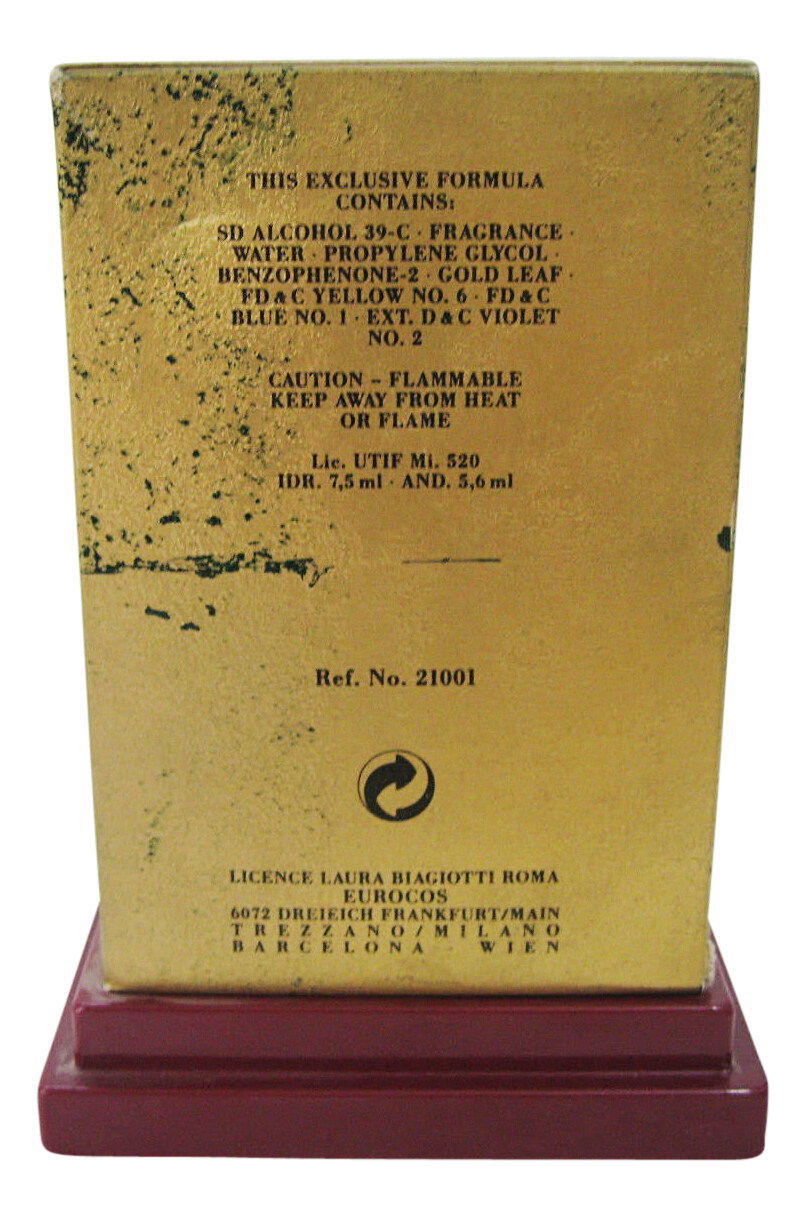 THIS EXCLUSIVE FORMULA
CONTAINS:
SD ALCOHOL 39-C · FRAGRANCE ·
WATER · PROPYLENE GLYCOL ·
BENZOPHENONE-2 · GOLD LEAF ·
FD & C YELLOW NO. 6 · FD & C
BLUE NO. 1 · EXT. D & C VIOLET
NO. 2
CAUTION – FLAMMABLE
KEEP AWAY FROM HEAT
OR FLAME
Lic. UTIF Mi. 520
IDR. 7,5 ml · AND. 5,6 ml
Ref. No. 21001
LICENCE LAURA BIAGIOTTI ROMA
EUROCOS
6072 DREIEICH FRANKFURT/MAIN
TREZZANO/MILANO
BARCELONA - WIEN